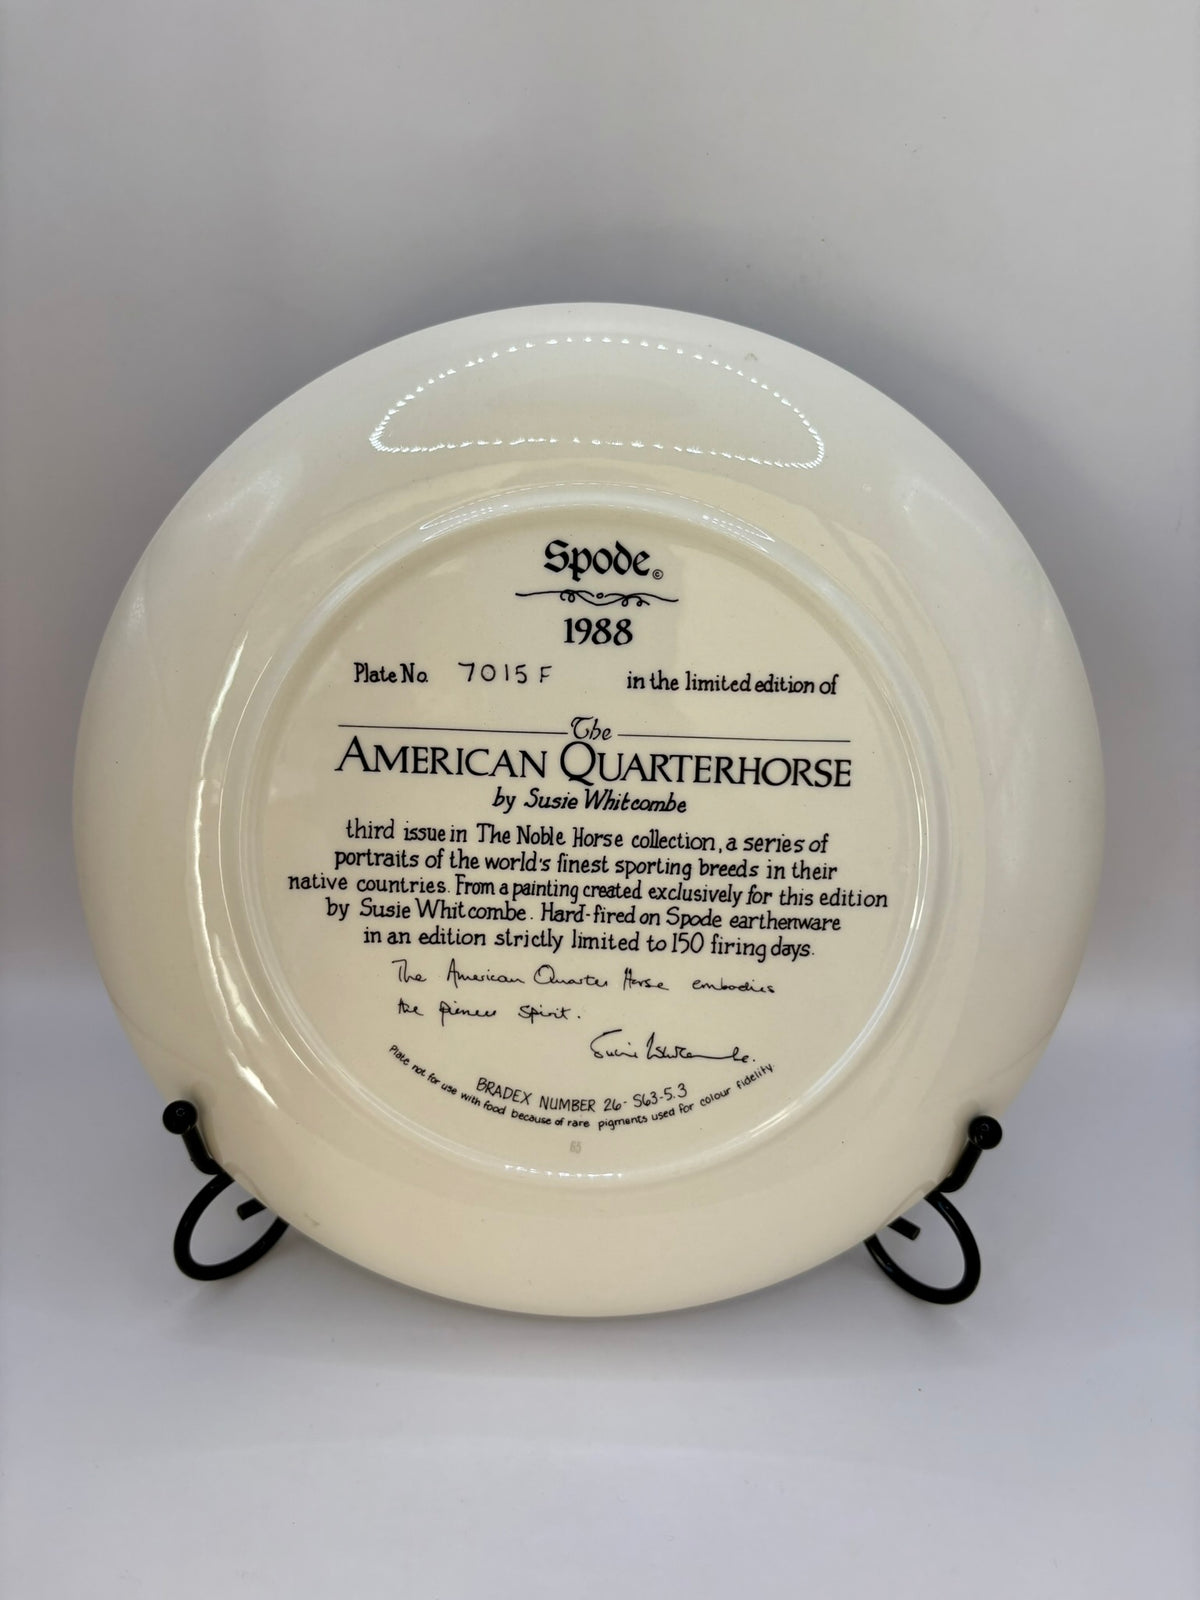 Spode ©
1988
Plate No. 7015 F in the limited edition of
The
AMERICAN QUARTERHORSE
by Susie Whitcombe
third issue in The Noble Horse collection, a series of
portraits of the world's finest sporting breeds in their
native countries. From a painting created exclusively for this edition
by Susie Whitcombe. Hard-fired on Spode earthenware
in an edition strictly limited to 150 firing days.
The American Quarter Horse embodies
the pioneer spirit.
Susie Whitcombe.
BRADEX NUMBER 26-S63-5.3
Plate not for use with food because of rare pigments used for colour fidelity.